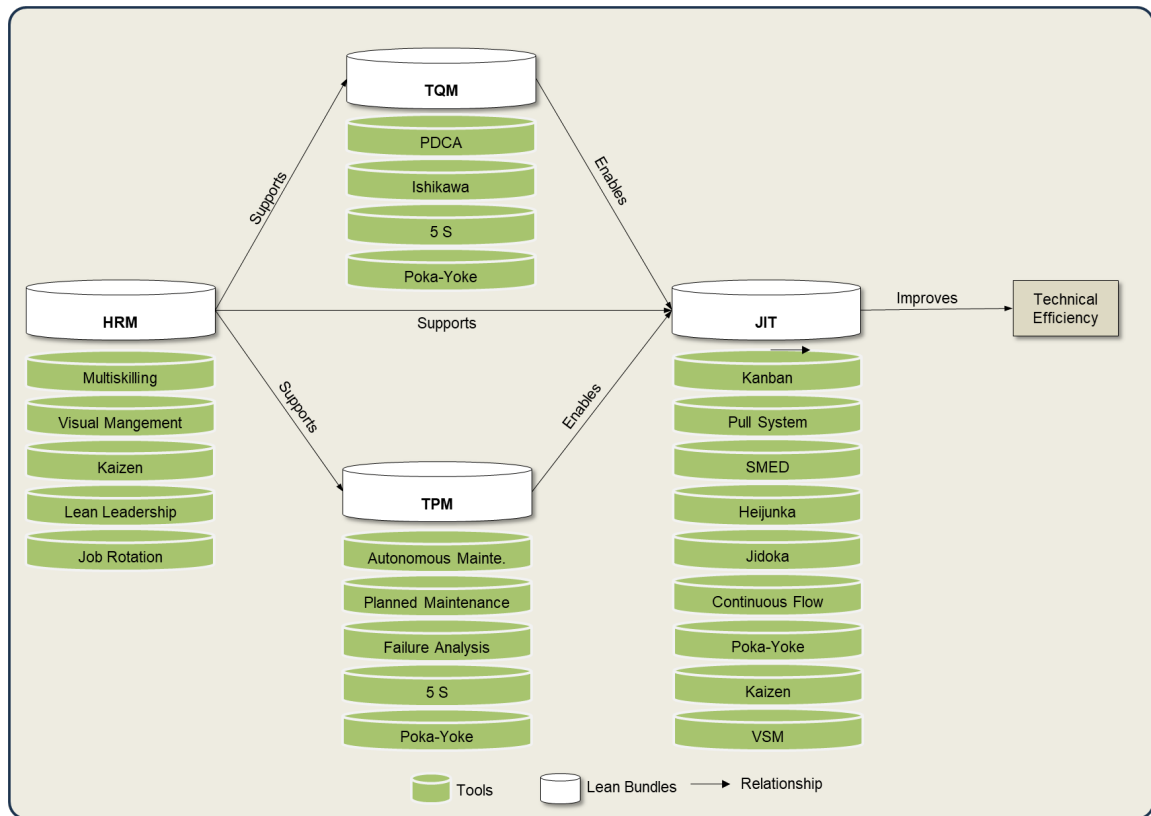 TQM
PDCA
Ishikawa
5 S
Poka-Yoke
Supports
Enables
HRM
Multiskilling
Visual Mangement
Kaizen
Lean Leadership
Job Rotation
Supports
JIT
Kanban
Pull System
SMED
Heijunka
Jidoka
Continuous Flow
Poka-Yoke
Kaizen
VSM
Improves
Technical
Efficiency
Supports
Enables
TPM
Autonomous Mainte.
Planned Maintenance
Failure Analysis
5 S
Poka-Yoke
Tools
Lean Bundles
Relationship